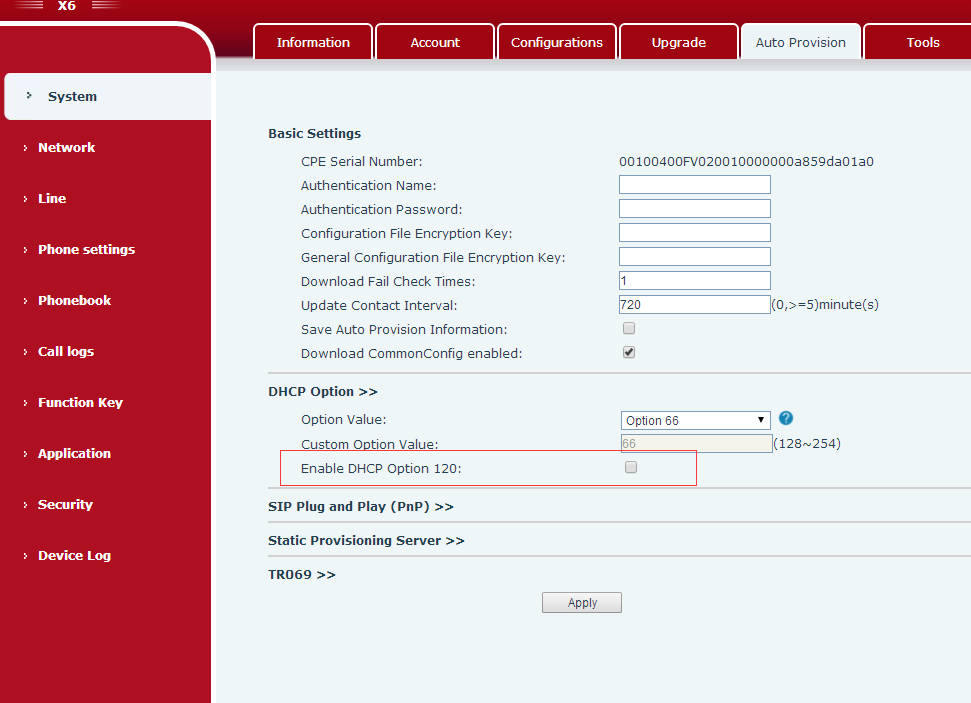 X6
Information
Account
Configurations
Upgrade
Auto Provision
Tools
System
Network
Line
Phone settings
Phonebook
Call logs
Function Key
Application
Security
Device Log
Basic Settings
CPE Serial Number: 00100400FV020010000000a859da01a0
Authentication Name:
Authentication Password:
Configuration File Encryption Key:
General Configuration File Encryption Key:
Download Fail Check Times: 1
Update Contact Interval: 720 (0,>=5)minute(s)
Save Auto Provision Information:
Download CommonConfig enabled:
DHCP Option >>
Option Value: Option 66
Custom Option Value: 66 (128~254)
Enable DHCP Option 120:
SIP Plug and Play (PnP) >>
Static Provisioning Server >>
TR069 >>
Apply